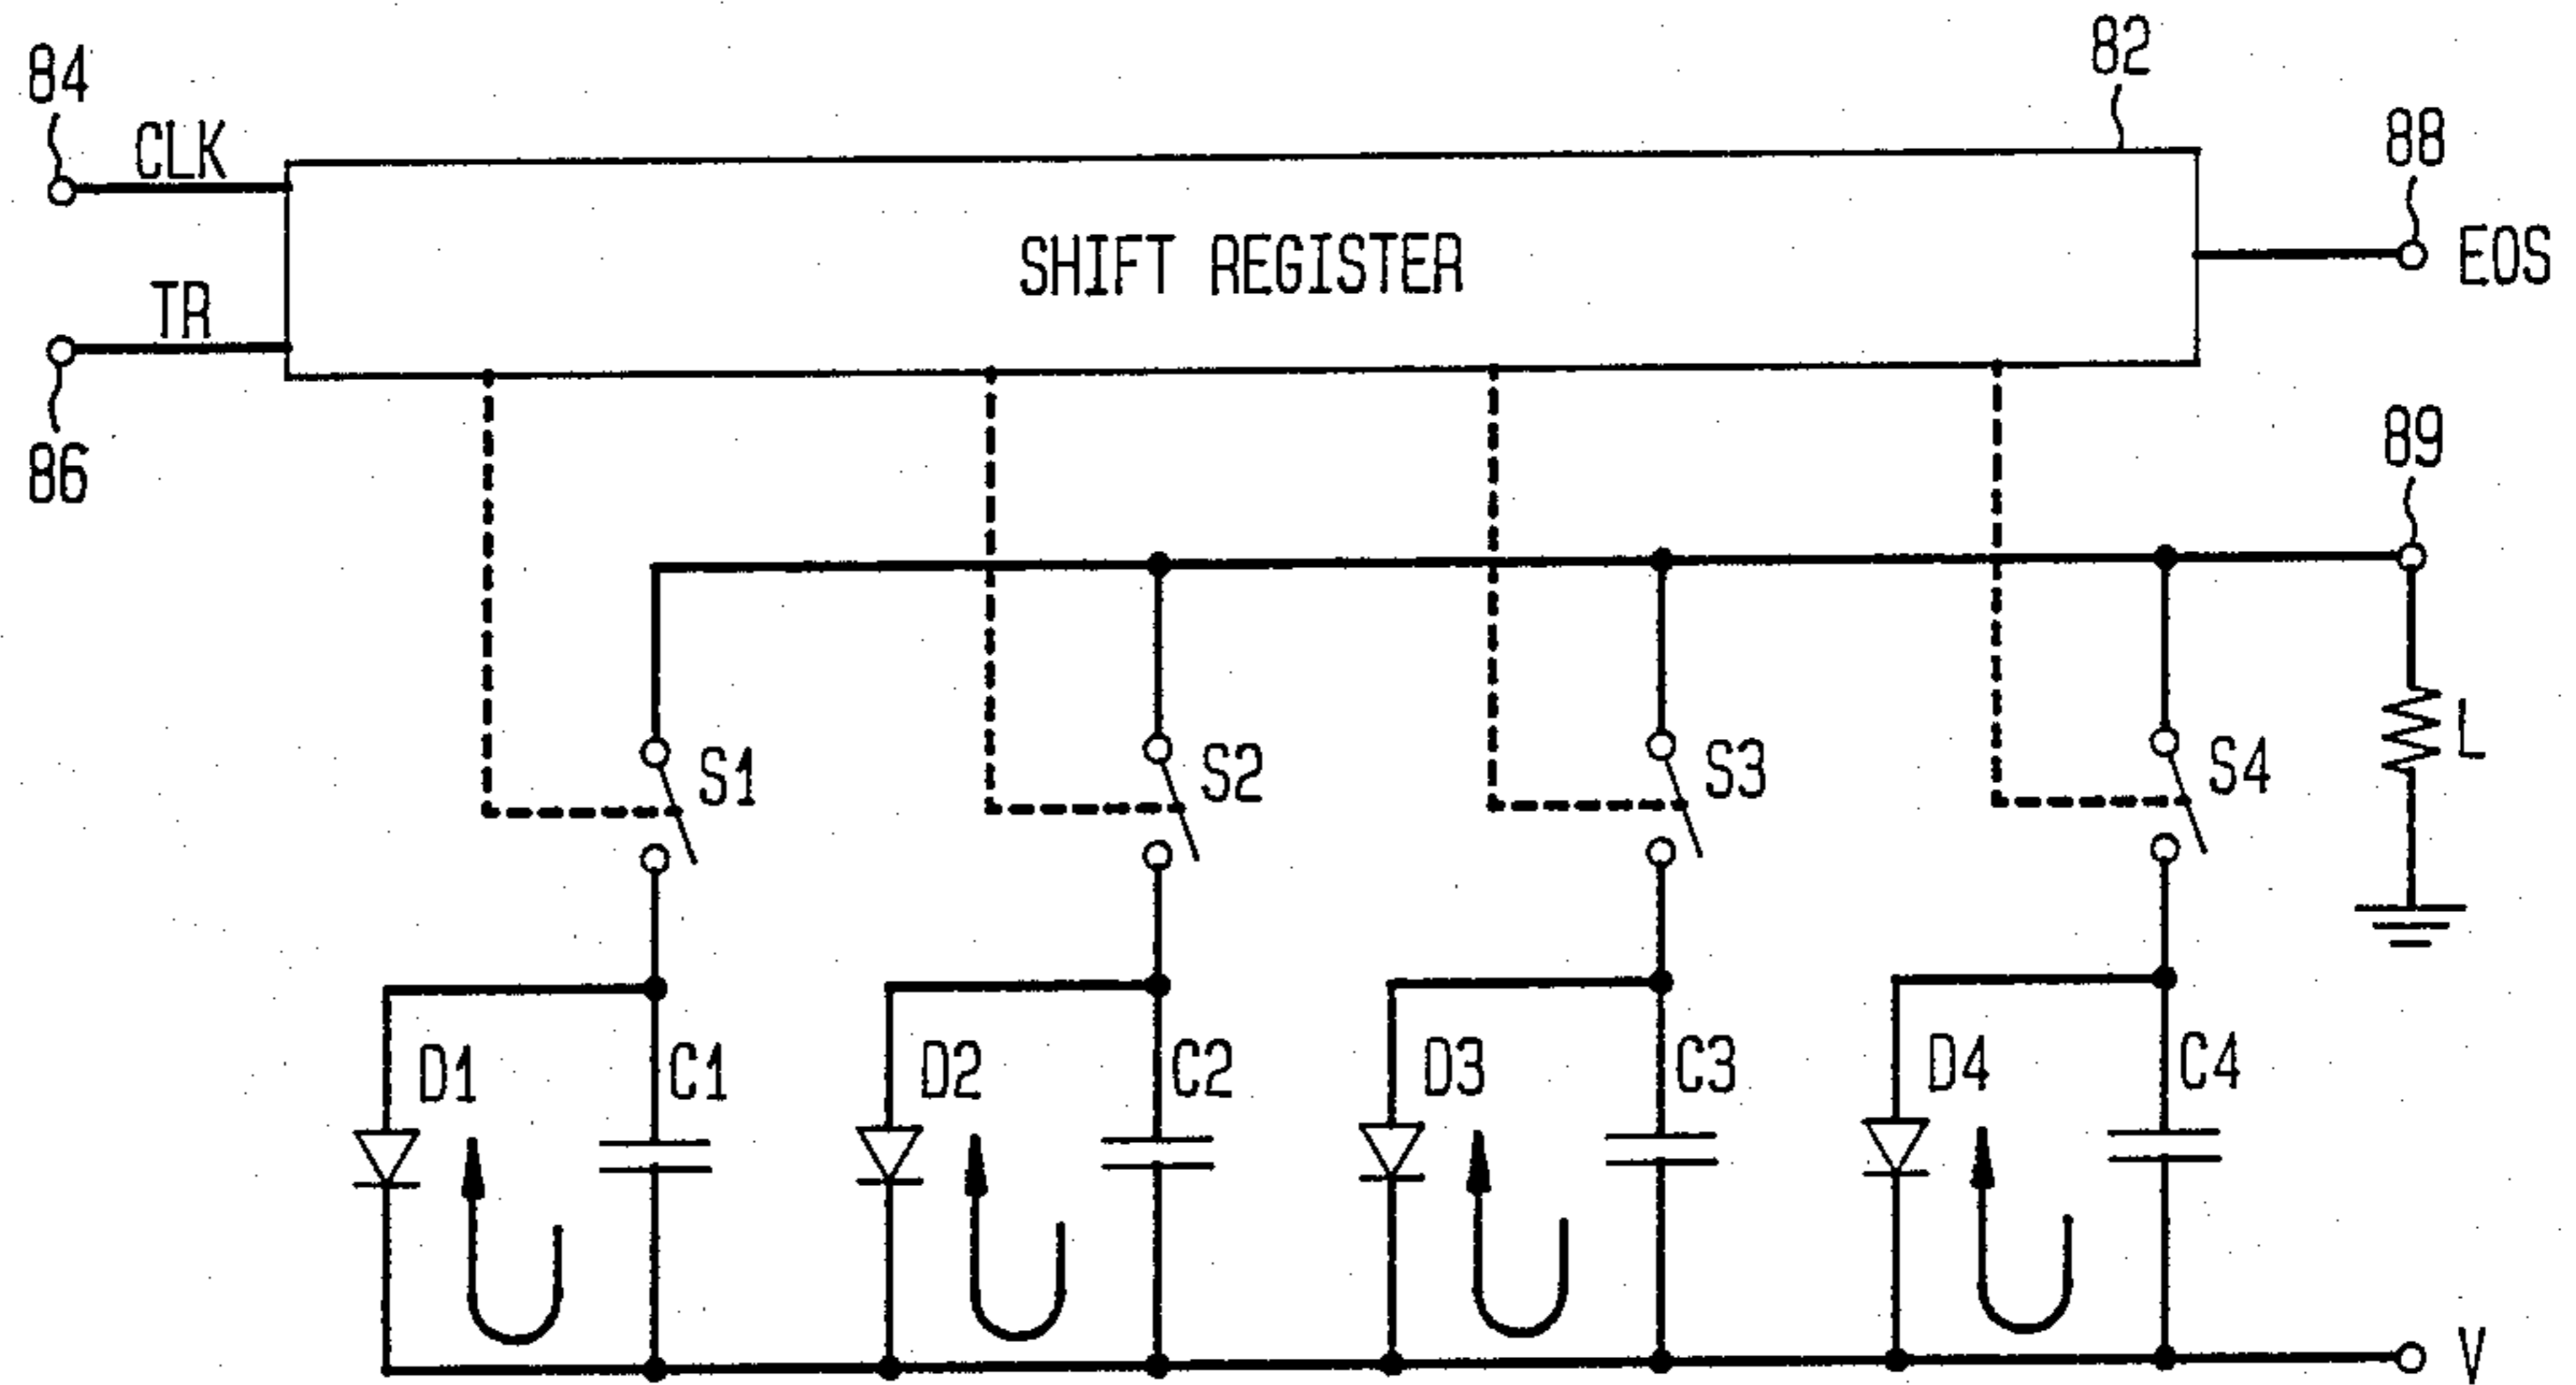 82
84
CLK
88
SHIFT REGISTER
EOS
TR
86
89
S1
S2
S3
S4
L
D1
C1
D2
C2
D3
C3
D4
C4
V